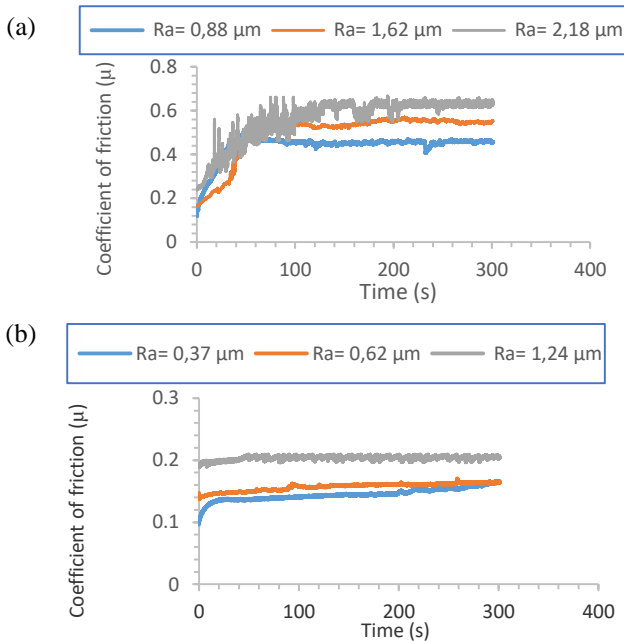 (a)
Ra= 0,88 µm Ra= 1,62 µm Ra= 2,18 µm
Coefficient of friction (µ)
0.8
0.6
0.4
0.2
0
0 100 200 300 400
Time (s)
(b)
Ra= 0,37 µm Ra= 0,62 µm Ra= 1,24 µm
Coefficient of friction (µ)
0.3
0.2
0.1
0
0 100 200 300 400
Time (s)